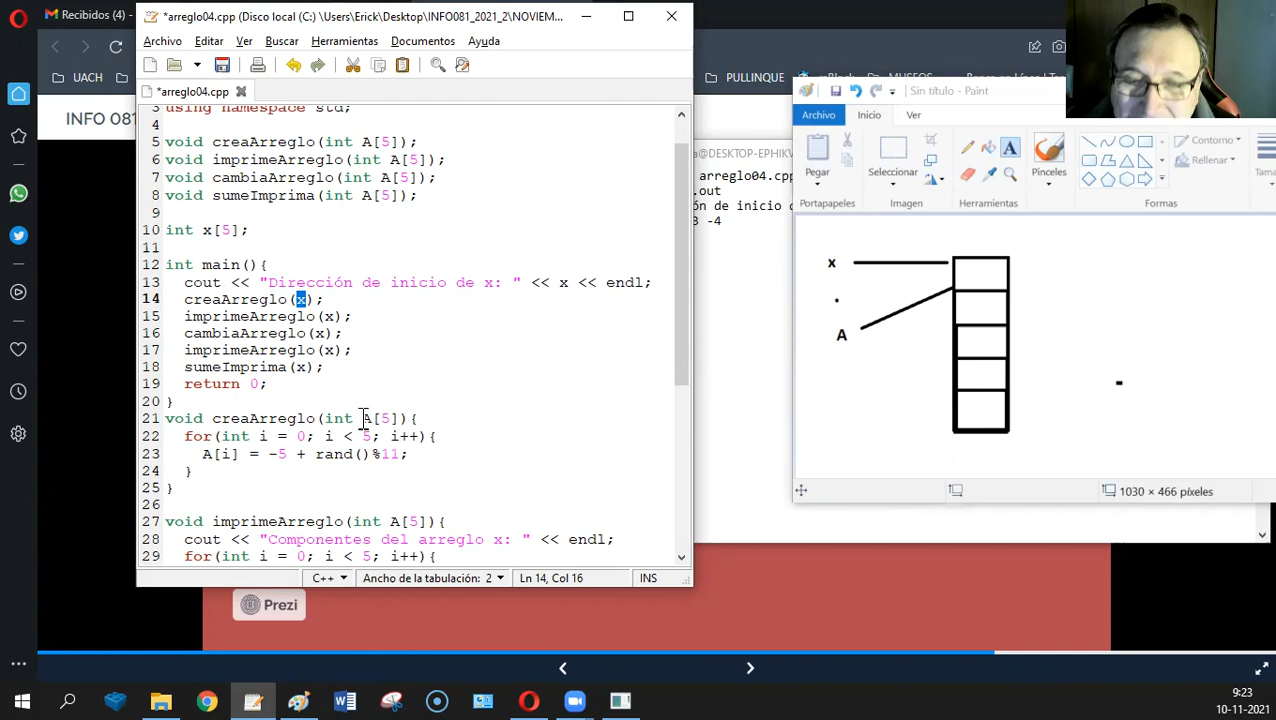 Recibidos (4) -
*arreglo04.cpp (Disco local (C:) \Users\Erick\Desktop\INFO081_2021_2\NOVIEM...
Archivo Editar Ver Buscar Herramientas Documentos Ayuda
*arreglo04.cpp
UACH
PULLINQUE
INFO 081
3 using namespace std;
4
5 void creaArreglo(int A[5]);
6 void imprimeArreglo(int A[5]);
7 void cambiaArreglo(int A[5]);
8 void sumeImprima(int A[5]);
9
10 int x[5];
11
12 int main(){
13 cout << "Dirección de inicio de x: " << x << endl;
14 creaArreglo(x);
15 imprimeArreglo(x);
16 cambiaArreglo(x);
17 imprimeArreglo(x);
18 sumeImprima(x);
19 return 0;
20 }
21 void creaArreglo(int A[5]){
22 for(int i = 0; i < 5; i++){
23 A[i] = -5 + rand()%11;
24 }
25 }
26
27 void imprimeArreglo(int A[5]){
28 cout << "Componentes del arreglo x: " << endl;
29 for(int i = 0; i < 5; i++){
C++ Ancho de la tabulación: 2 Ln 14, Col 16 INS
a@DESKTOP-EPHIKV
arreglo04.cpp
.out
ón de inicio d
3 -4
Sin título - Paint
Archivo Inicio Ver
Pegar
Seleccionar
Pinceles
Contorno
Rellenar
Portapapeles Imagen Herramientas Formas
x
A
1030 × 466 píxeles
Prezi
9:23
10-11-2021